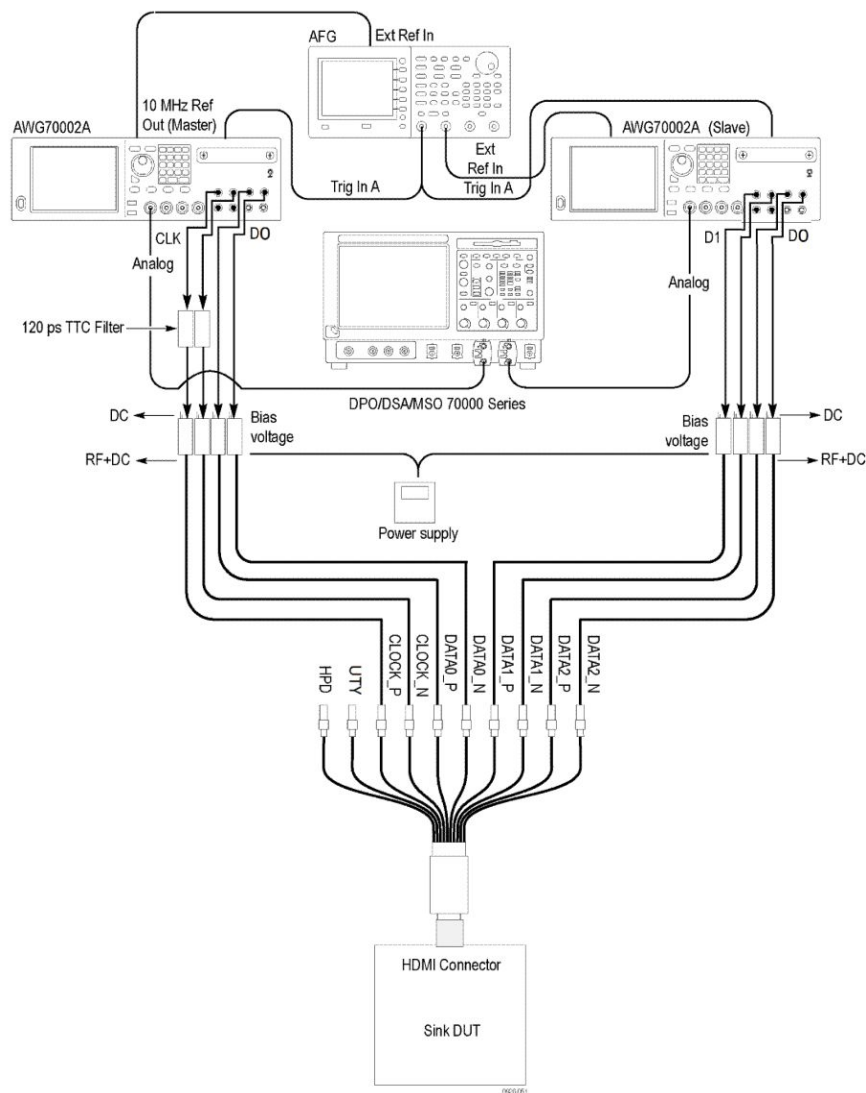 AFG
Ext Ref In
10 MHz Ref
Out (Master)
AWG70002A
AWG70002A (Slave)
Ext
Ref In
Trig In A
Trig In A
CLK
DO
D1
DO
Analog
Analog
120 ps TTC Filter
DPO/DSA/MSO 70000 Series
DC
Bias
voltage
Bias
voltage
DC
RF+DC
RF+DC
Power supply
HPD
UTY
CLOCK_P
CLOCK_N
DATA0_P
DATA0_N
DATA1_P
DATA1_N
DATA2_P
DATA2_N
HDMI Connector
Sink DUT